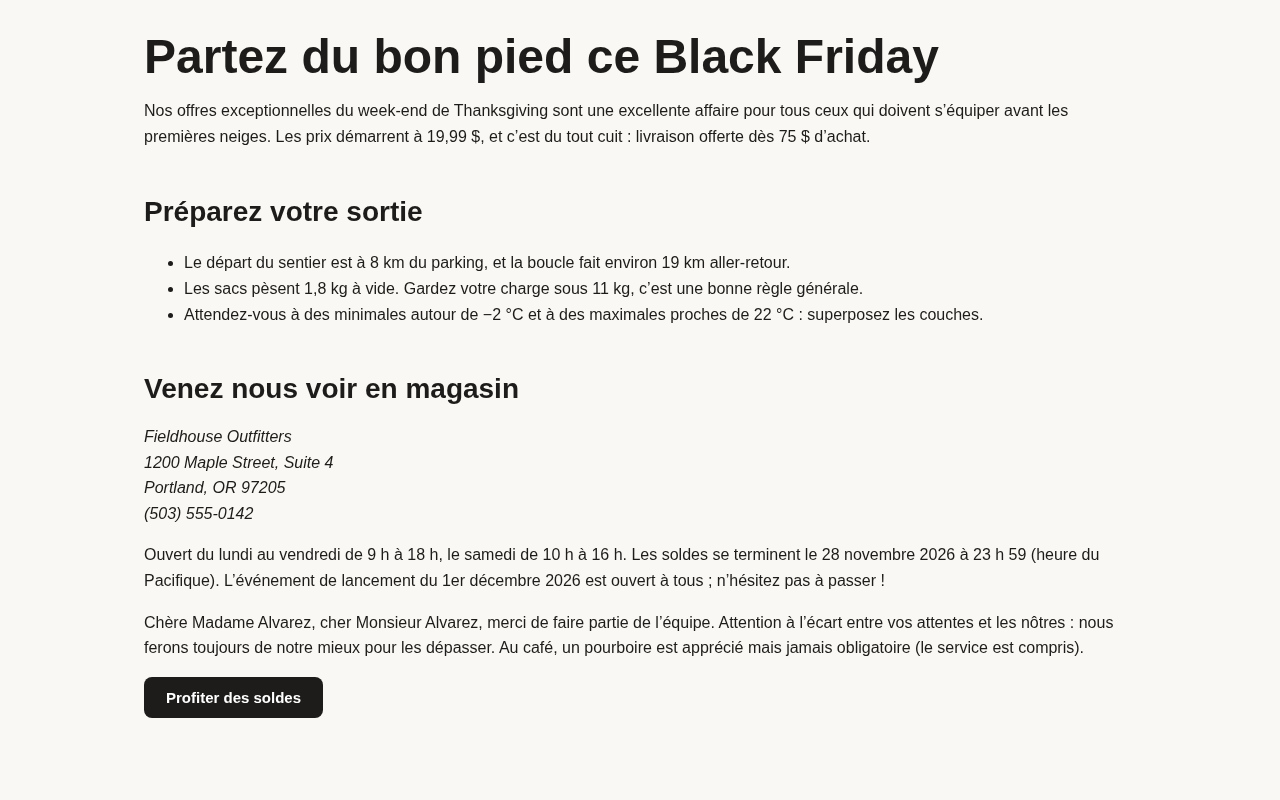 Partez du bon pied ce Black Friday
Nos offres exceptionnelles du week-end de Thanksgiving sont une excellente affaire pour tous ceux qui doivent s’équiper avant les
premières neiges. Les prix démarrent à 19,99 $, et c’est du tout cuit : livraison offerte dès 75 $ d’achat.
Préparez votre sortie
• Le départ du sentier est à 8 km du parking, et la boucle fait environ 19 km aller-retour.
• Les sacs pèsent 1,8 kg à vide. Gardez votre charge sous 11 kg, c’est une bonne règle générale.
• Attendez-vous à des minimales autour de −2 °C et à des maximales proches de 22 °C : superposez les couches.
Venez nous voir en magasin
Fieldhouse Outfitters
1200 Maple Street, Suite 4
Portland, OR 97205
(503) 555-0142
Ouvert du lundi au vendredi de 9 h à 18 h, le samedi de 10 h à 16 h. Les soldes se terminent le 28 novembre 2026 à 23 h 59 (heure du
Pacifique). L’événement de lancement du 1er décembre 2026 est ouvert à tous ; n’hésitez pas à passer !
Chère Madame Alvarez, cher Monsieur Alvarez, merci de faire partie de l’équipe. Attention à l’écart entre vos attentes et les nôtres : nous
ferons toujours de notre mieux pour les dépasser. Au café, un pourboire est apprécié mais jamais obligatoire (le service est compris).
Profiter des soldes